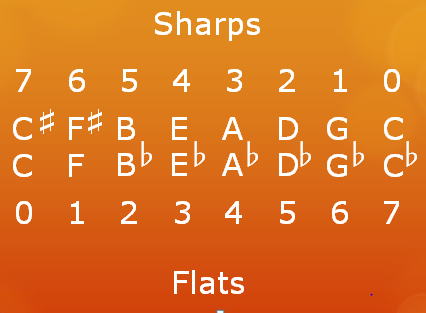 Sharps
7 6 5 4 3 2 1 0
C♯ F♯ B E A D G C
C F B♭ E♭ A♭ D♭ G♭ C♭
0 1 2 3 4 5 6 7
Flats